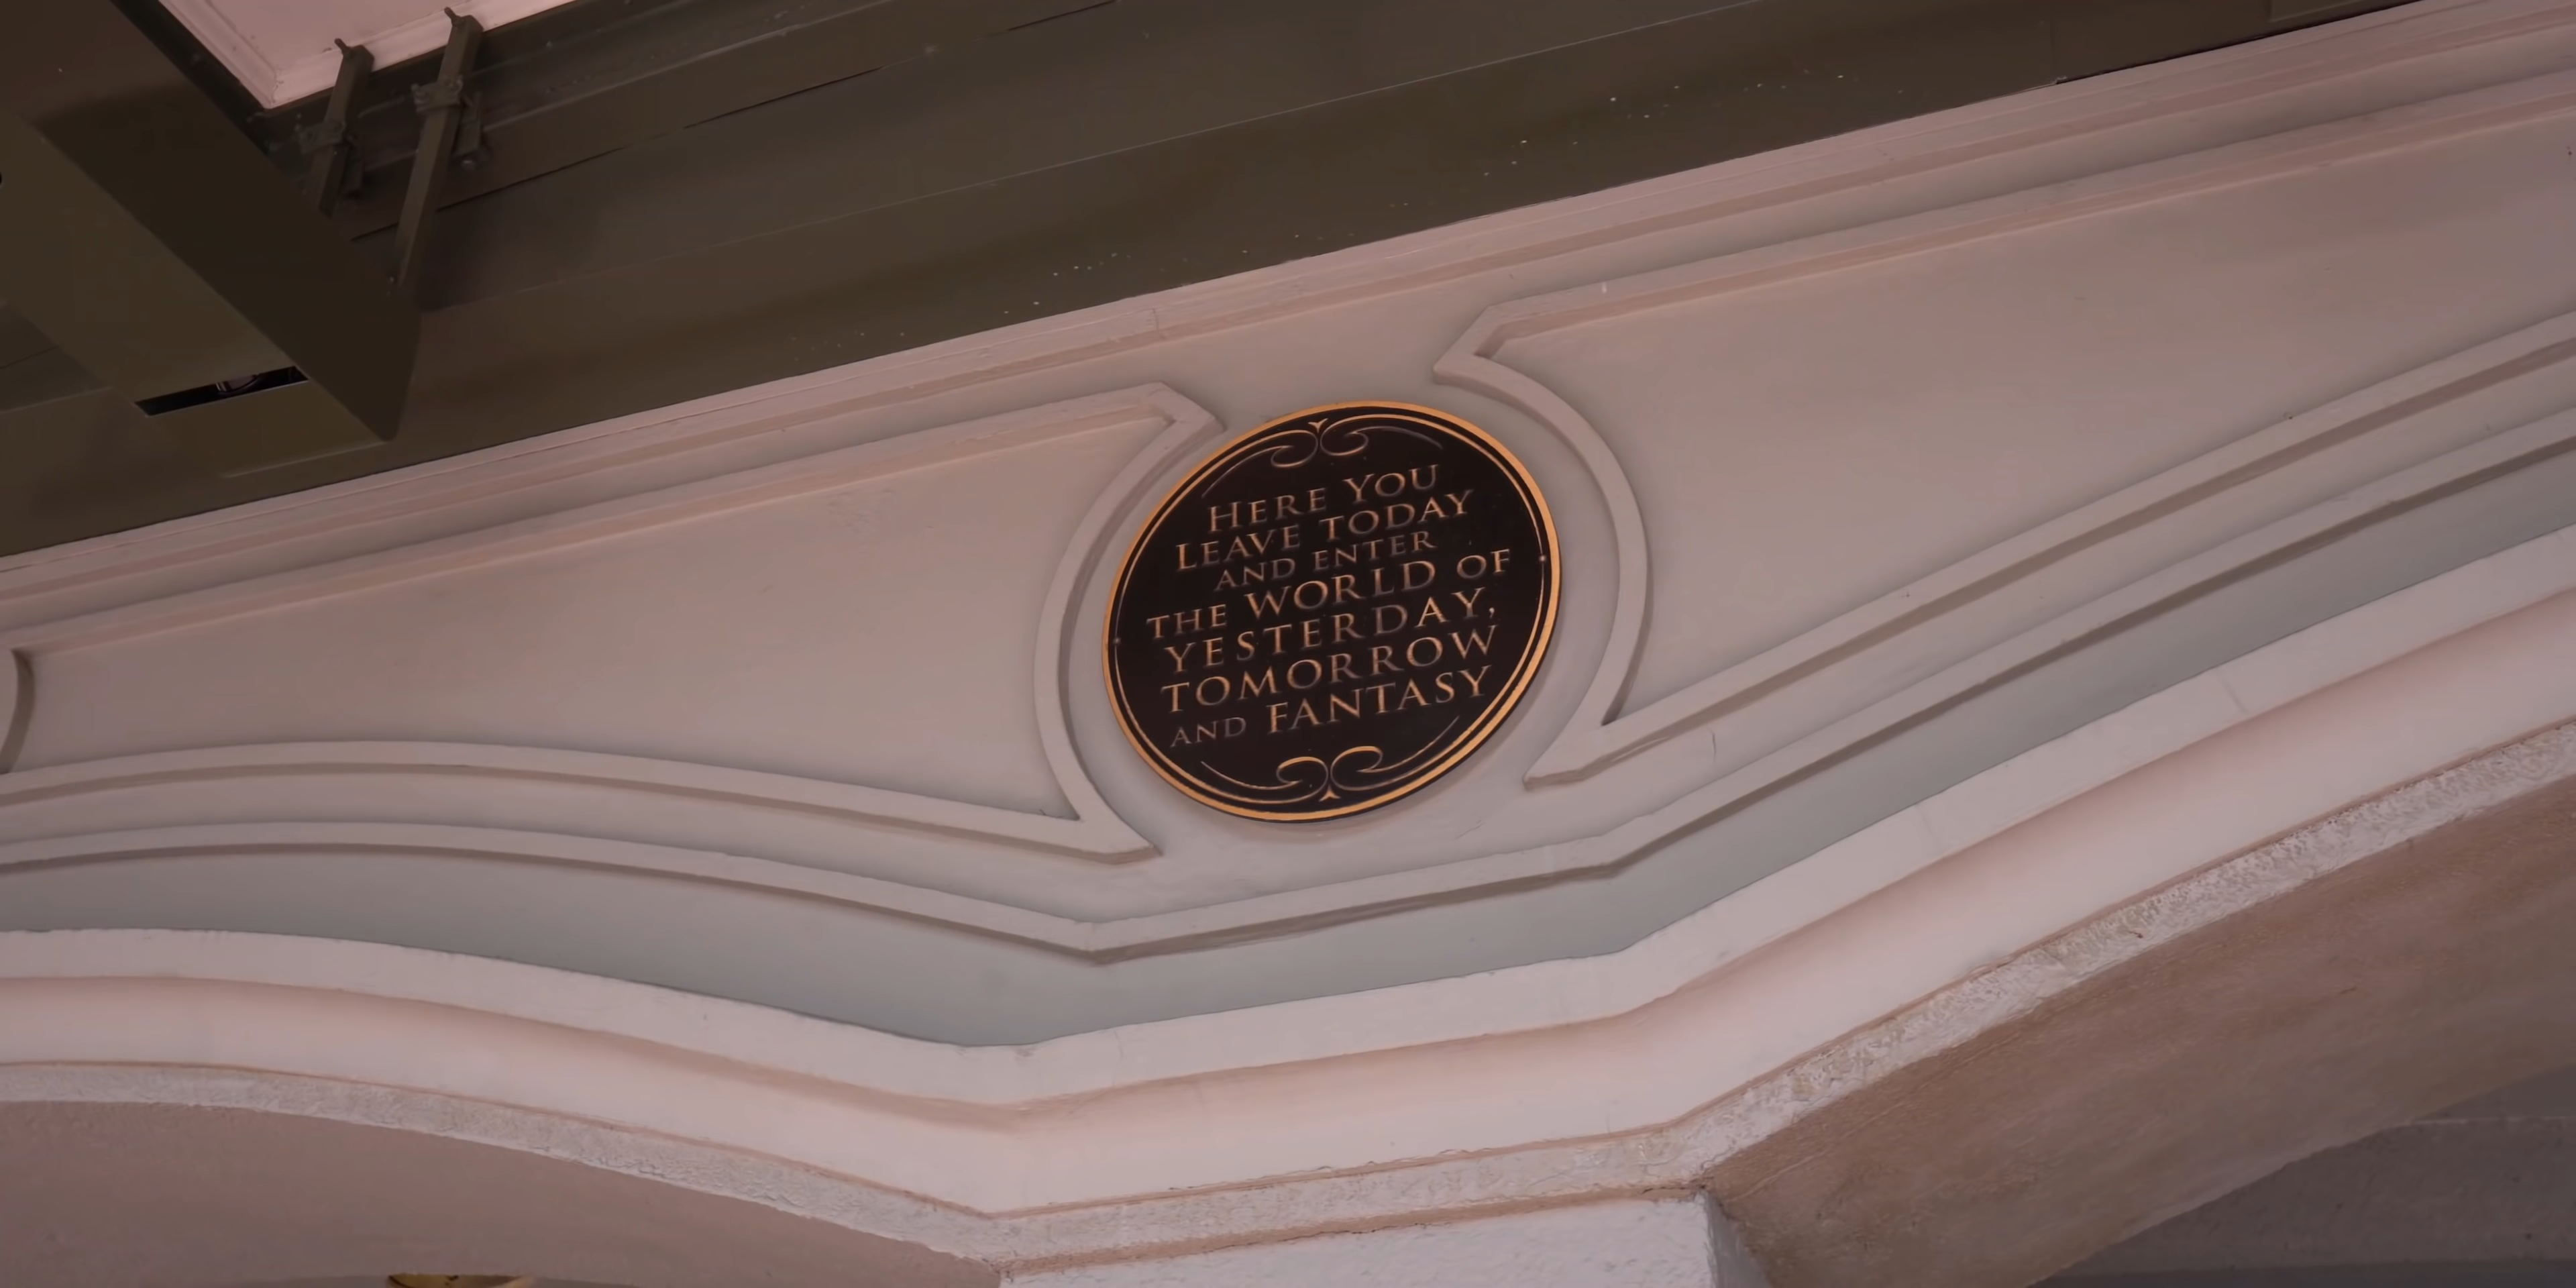 HERE YOU
LEAVE TODAY
AND ENTER
THE WORLD OF
YESTERDAY,
TOMORROW
AND FANTASY